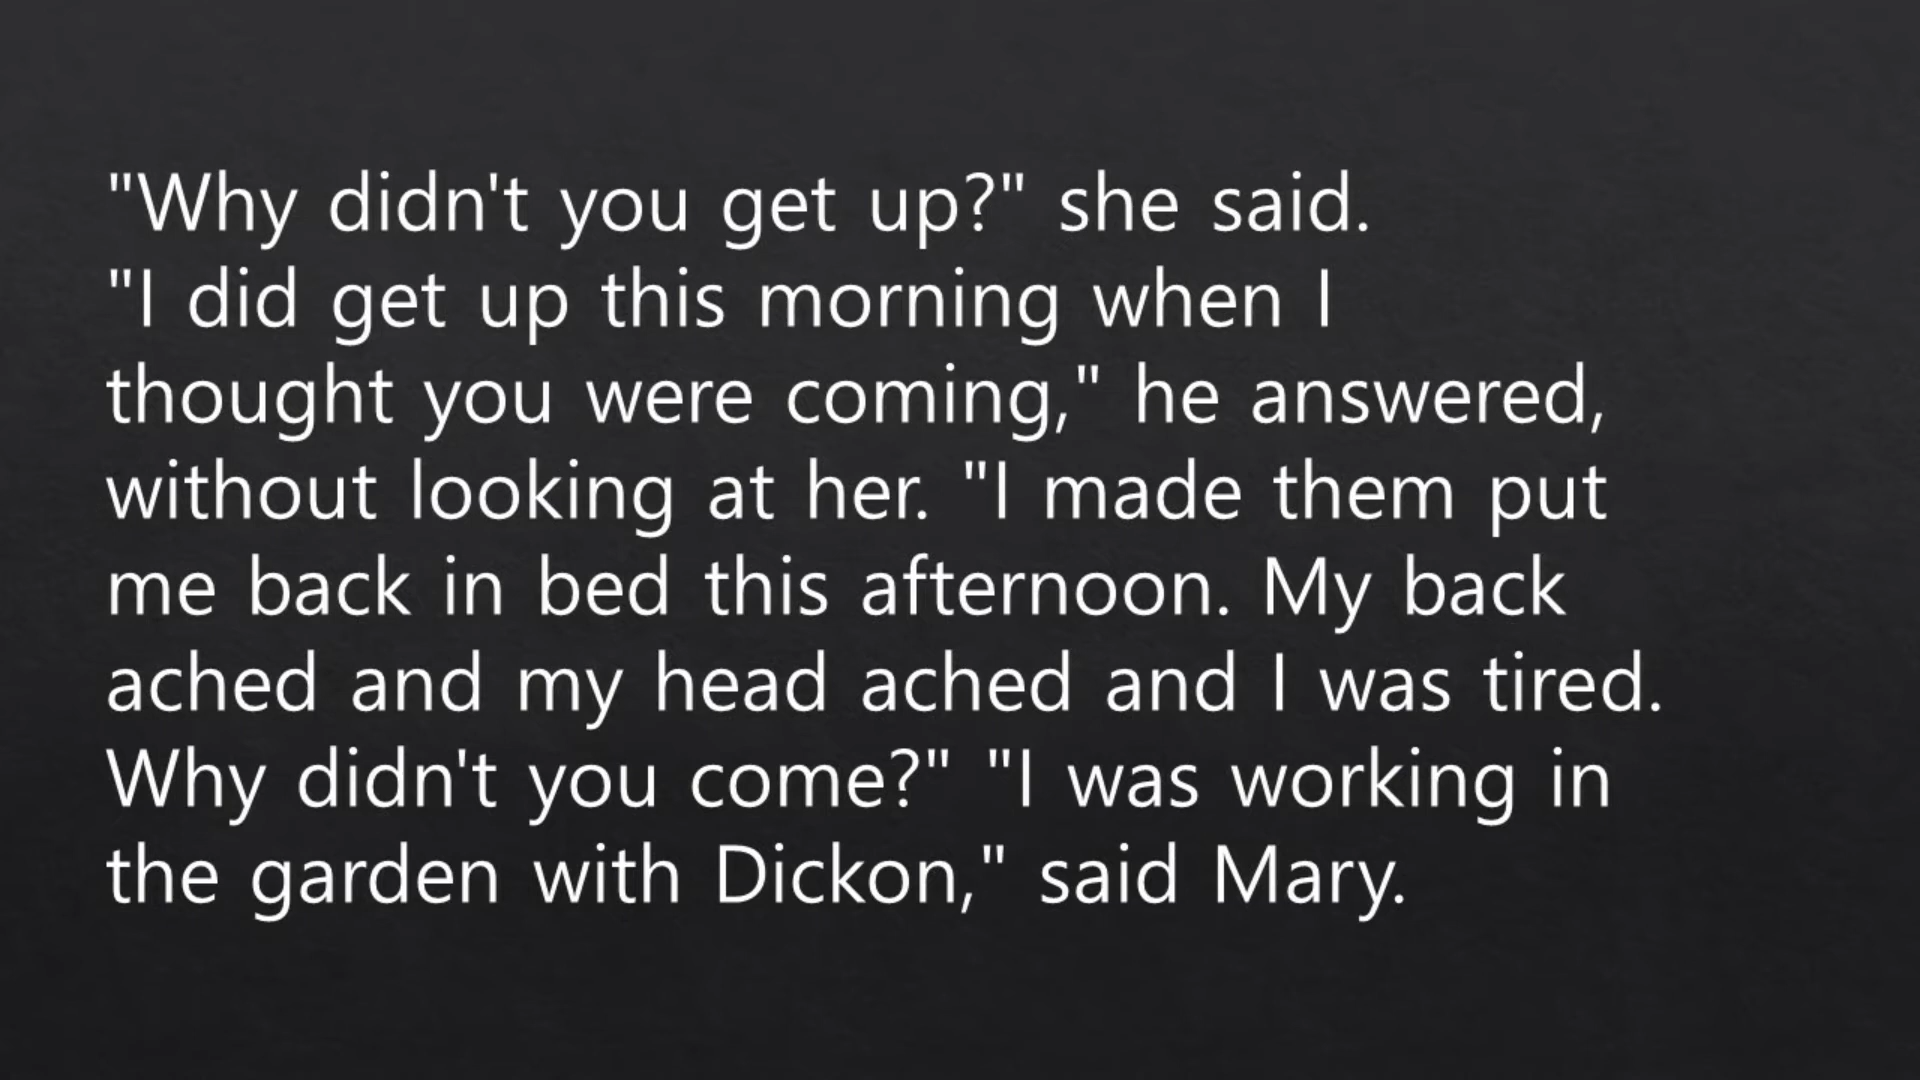 "Why didn't you get up?" she said.
"I did get up this morning when I
thought you were coming," he answered,
without looking at her. "I made them put
me back in bed this afternoon. My back
ached and my head ached and I was tired.
Why didn't you come?" "I was working in
the garden with Dickon," said Mary.